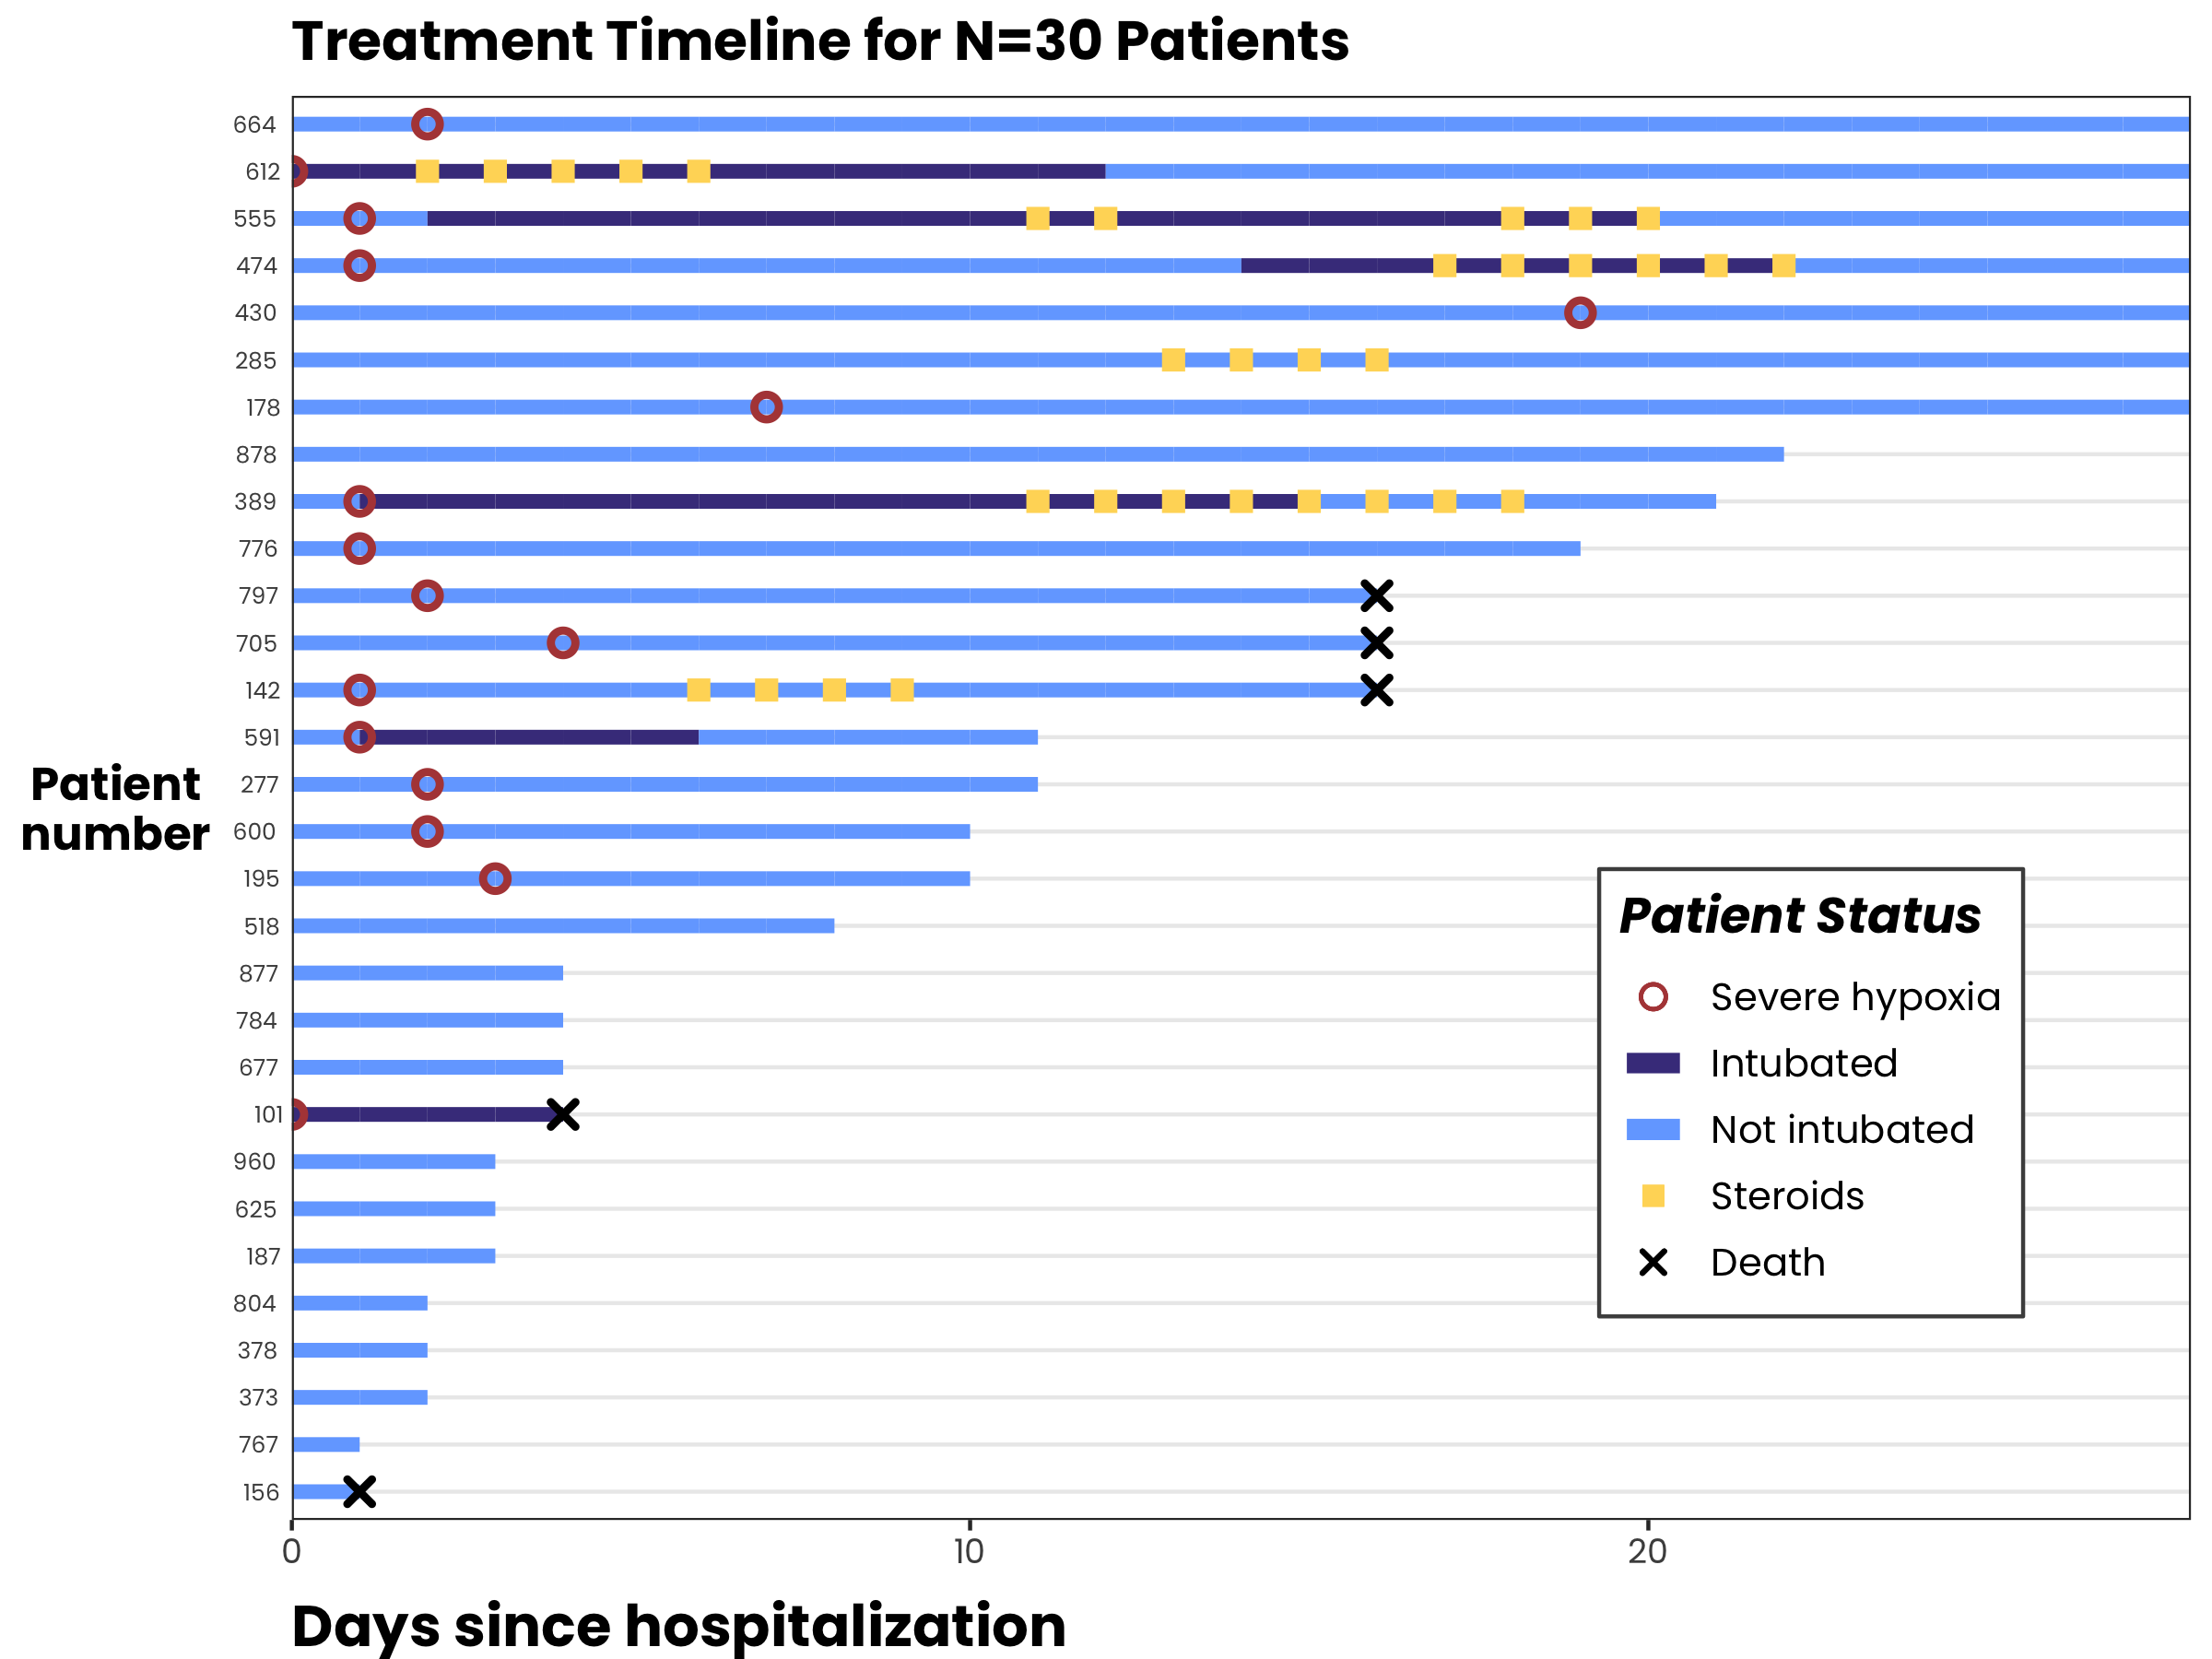 Treatment Timeline for N=30 Patients
664
612
555
474
430
285
178
878
389
776
797
705
142
591
277
600
195
518
877
784
677
101
960
625
187
804
378
373
767
156
Patient
number
Patient Status
Severe hypoxia
Intubated
Not intubated
Steroids
Death
0 10 20
Days since hospitalization